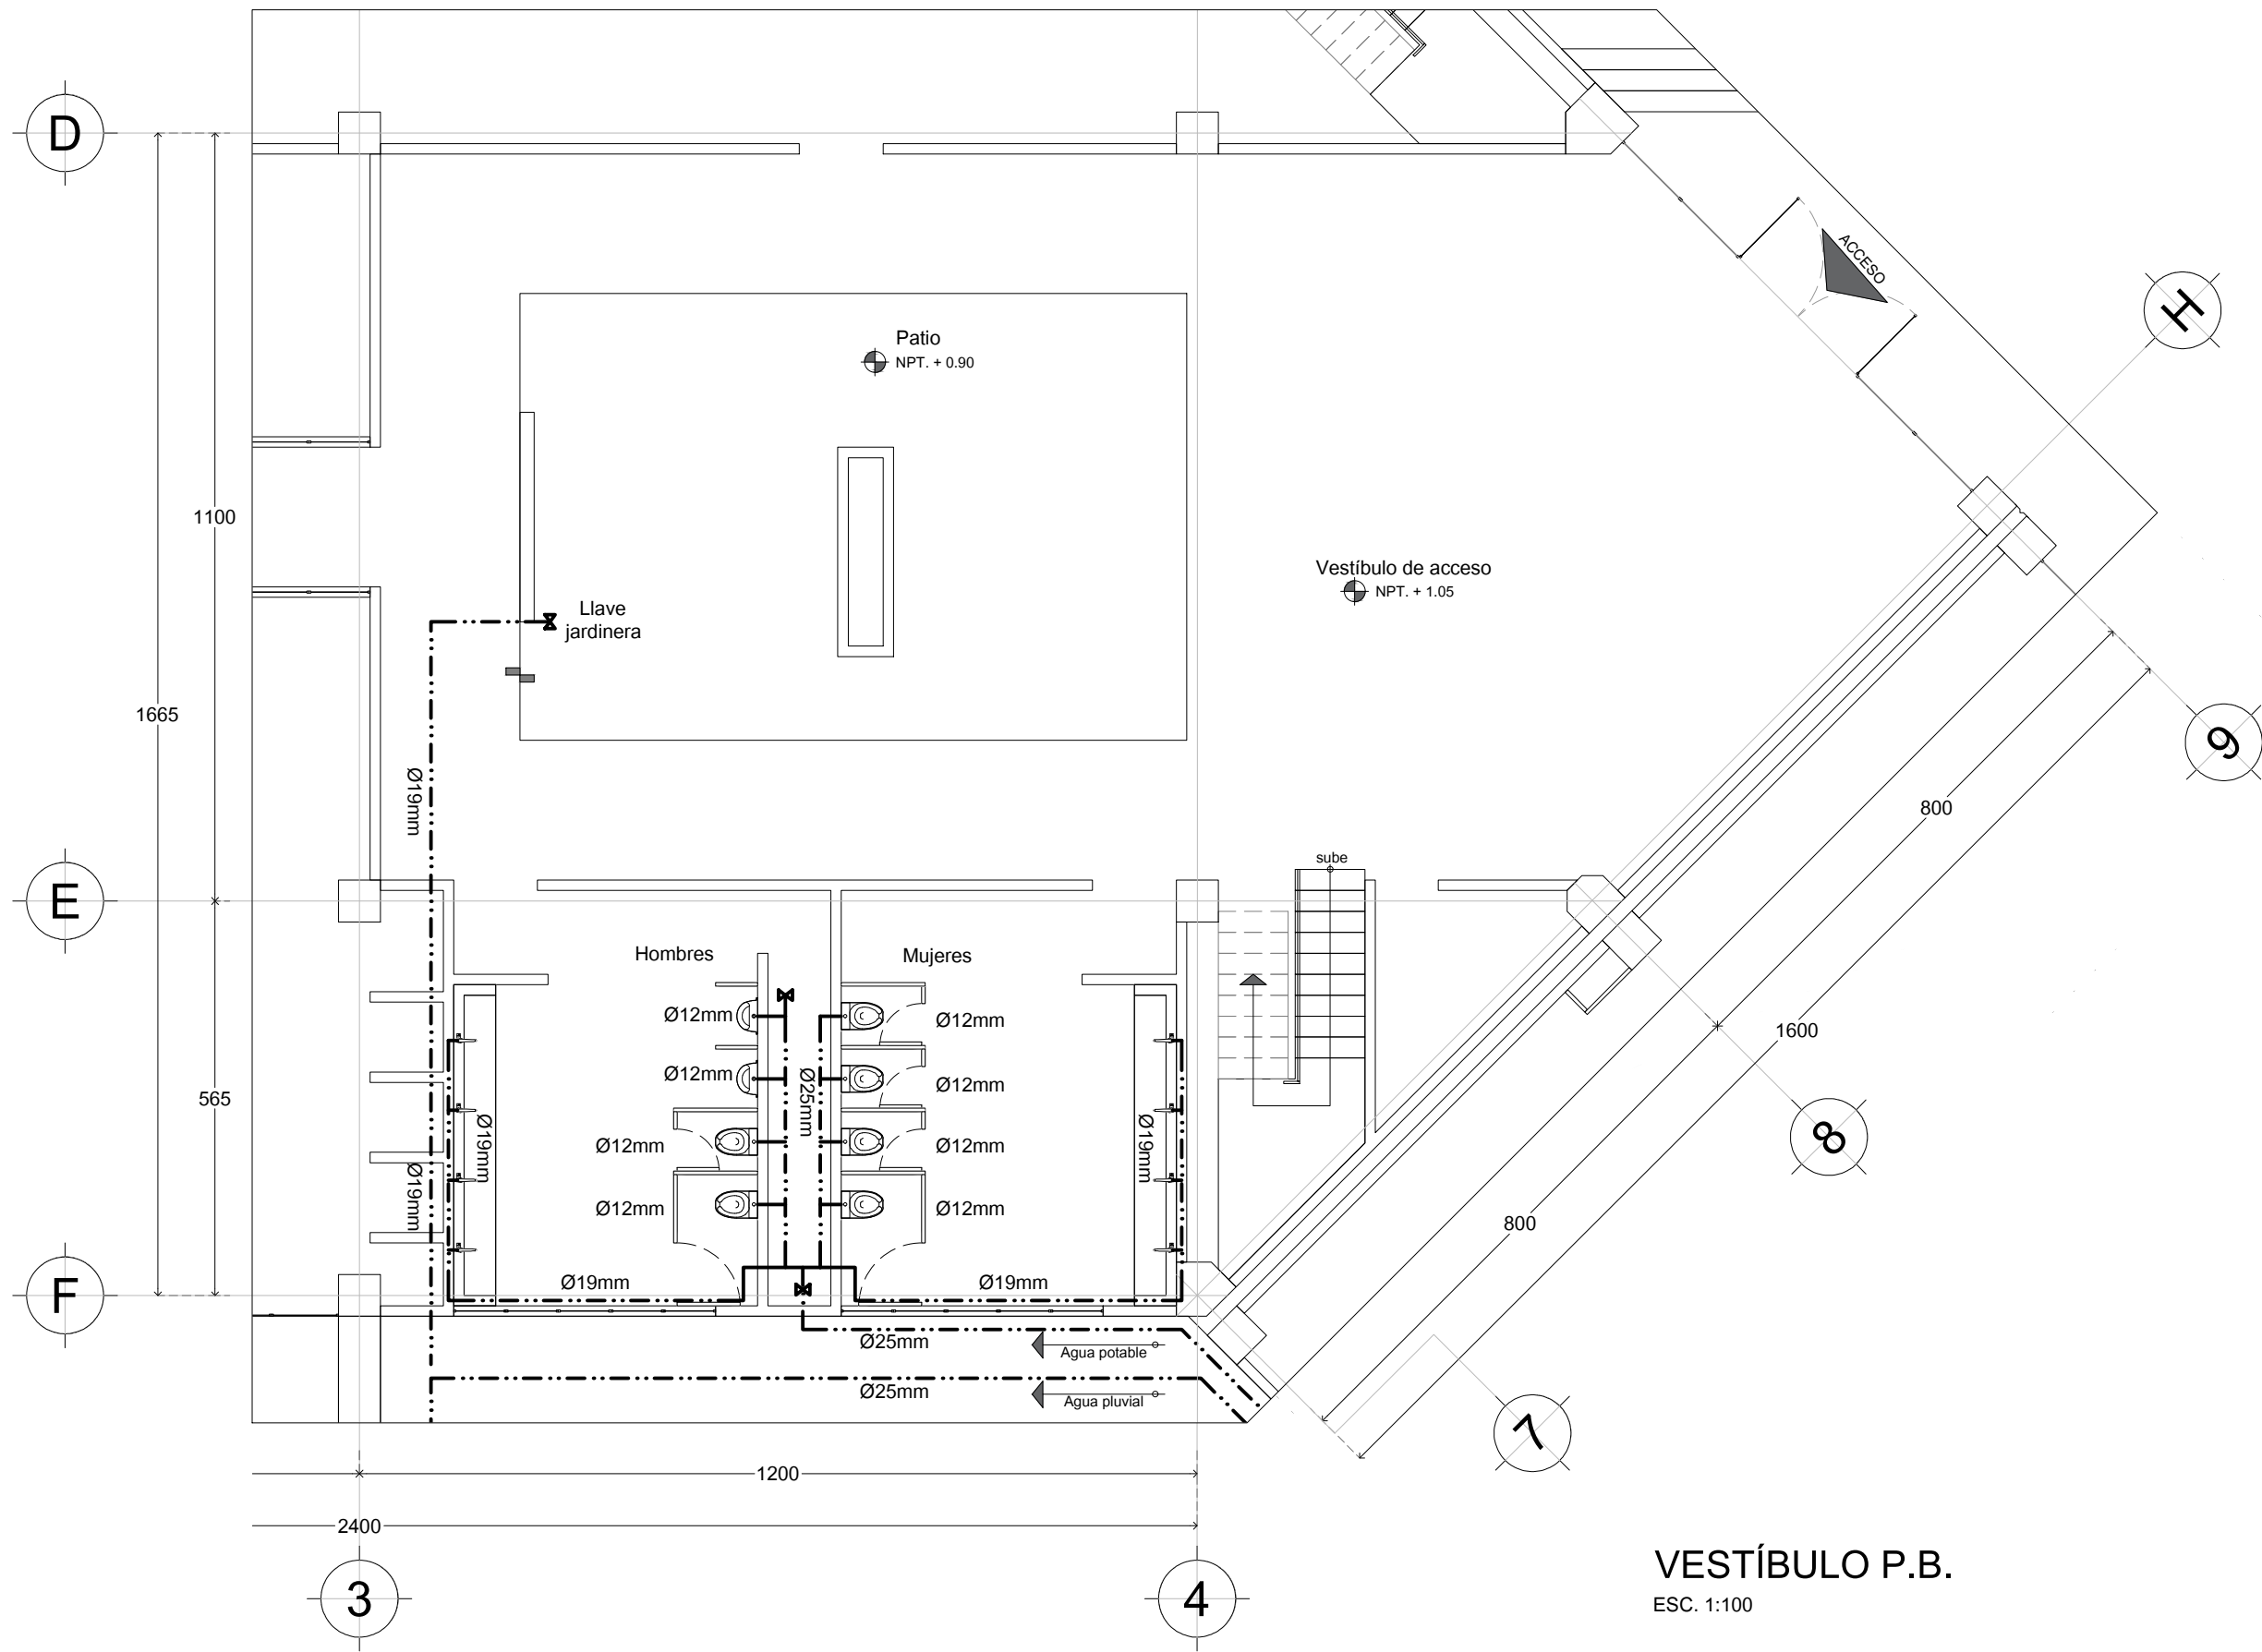 D
ACCESO
H
Patio
NPT. + 0.90
1100
Vestíbulo de acceso
NPT. + 1.05
Llave
jardinera
1665
9
Ø19mm
800
sube
E
Hombres
Mujeres
Ø12mm
Ø12mm
1600
Ø12mm
Ø12mm
Ø25mm
565
Ø19mm
Ø19mm
8
Ø12mm
Ø12mm
Ø19mm
Ø12mm
Ø12mm
800
F
Ø19mm
Ø19mm
Ø25mm
Agua potable
Ø25mm
Agua pluvial
7
1200
2400
3
4
VESTÍBULO P.B.
ESC. 1:100